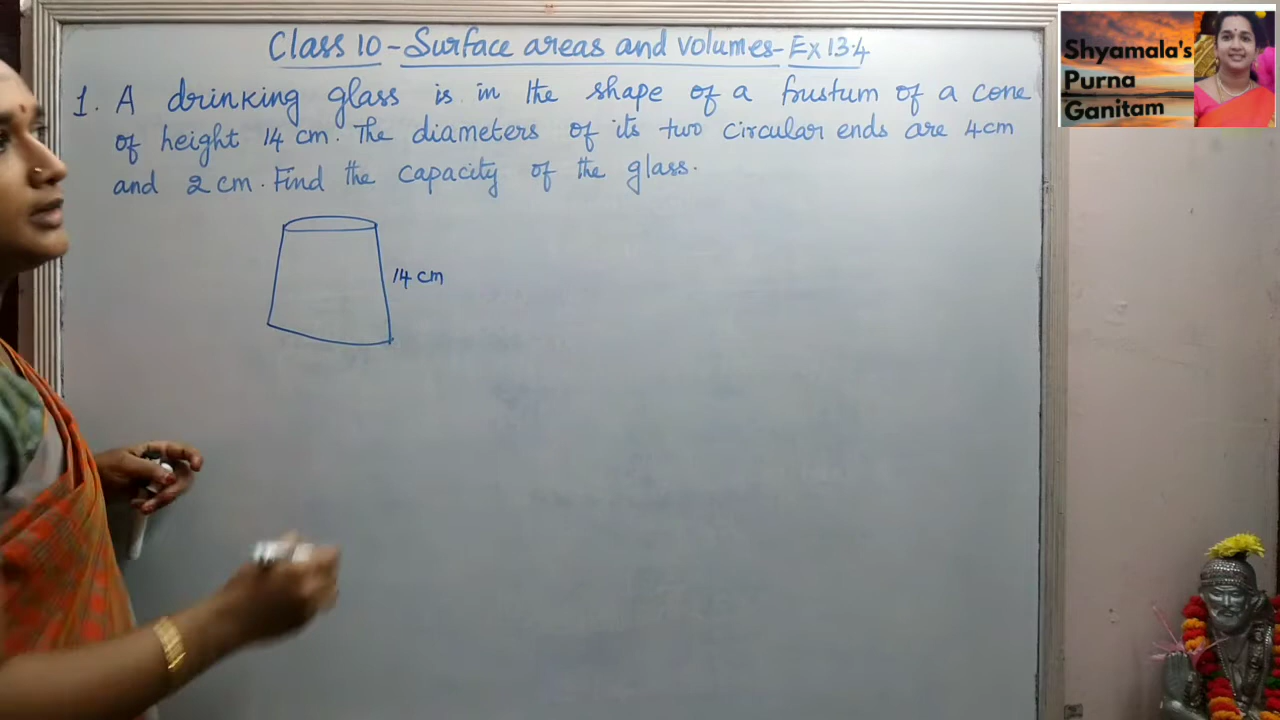 Class 10 - Surface areas and volumes - Ex 13.4
1. A drinking glass is in the shape of a frustum of a cone
of height 14 cm. The diameters of its two circular ends are 4cm
and 2 cm. Find the capacity of the glass.
14 cm
Shyamala's
Purna
Ganitam